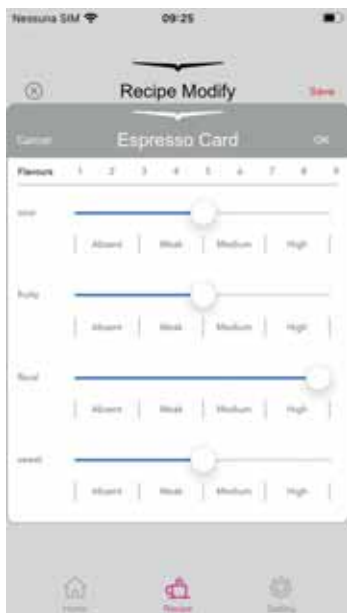 Nessuna SIM 09:25
Recipe Modify Save
Cancel Espresso Card OK
Flavours 1 2 3 4 5 6 7 8 9
sour
Absent Weak Medium High
fruity
Absent Weak Medium High
floral
Absent Weak Medium High
sweet
Absent Weak Medium High
Home Recipe Setting